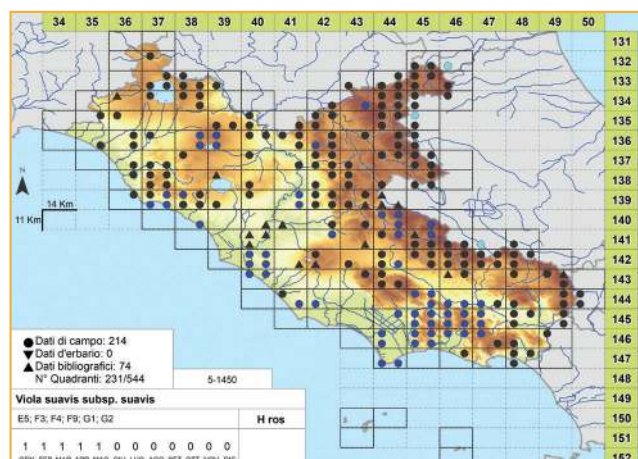 34 35 36 37 38 39 40 41 42 43 44 45 46 47 48 49 50
131
132
133
134
135
136
137
138
139
140
141
142
143
144
145
146
147
148
149
150
151
152
N
14 Km
11 Km
Dati di campo: 214
Dati d'erbario: 0
Dati bibliografici: 74
N° Quadranti: 231/544
5-1450
Viola suavis subsp. suavis
E5; F3; F4; F9; G1; G2
H ros
1 1 1 1 1 0 0 0 0 0 0 0